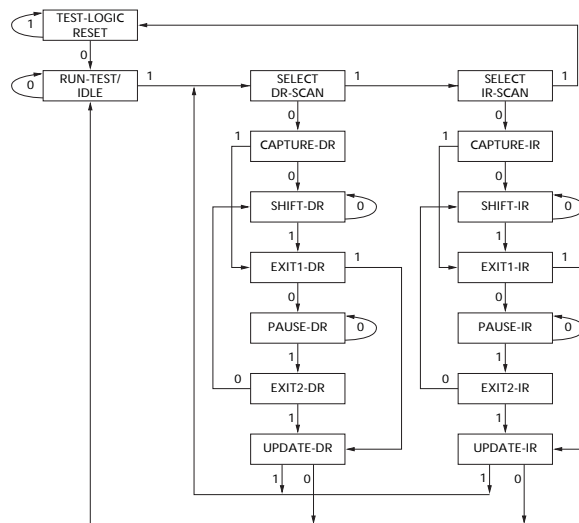 TEST-LOGIC
RESET
1
0
RUN-TEST/
IDLE
0
1
SELECT
DR-SCAN
1
SELECT
IR-SCAN
1
0
0
1
CAPTURE-DR
1
CAPTURE-IR
0
0
SHIFT-DR
0
SHIFT-IR
0
1
1
EXIT1-DR
1
EXIT1-IR
1
0
0
PAUSE-DR
0
PAUSE-IR
0
1
1
0
EXIT2-DR
0
EXIT2-IR
1
1
UPDATE-DR
UPDATE-IR
1
0
1
0